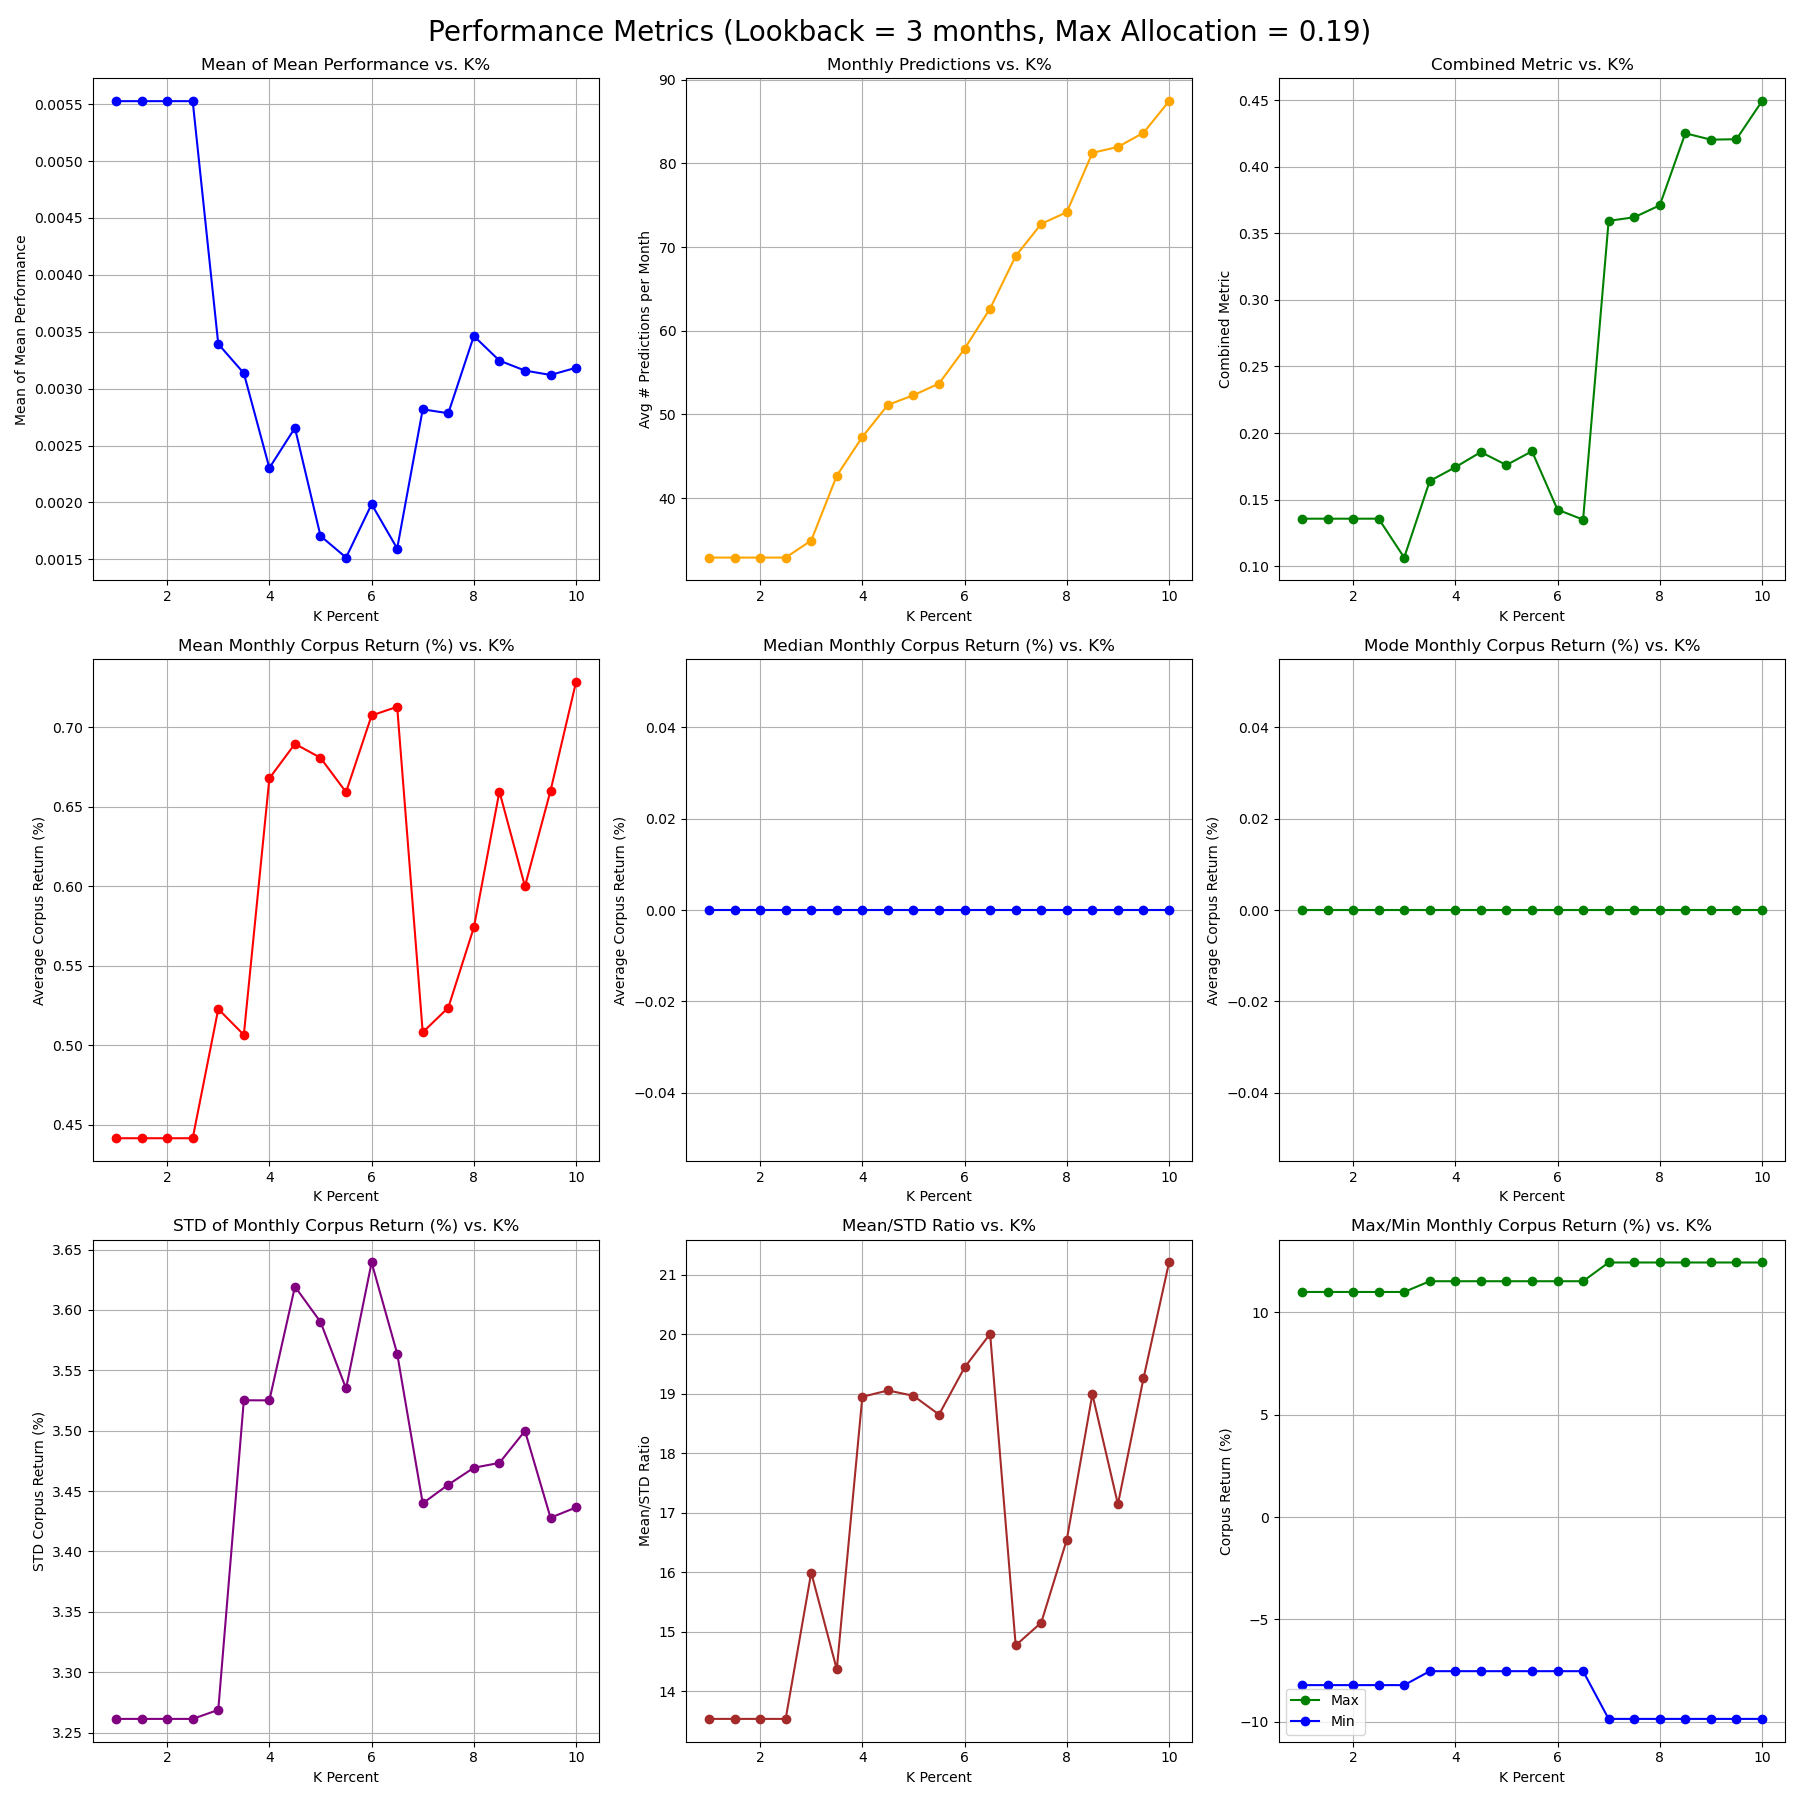 Performance Metrics (Lookback = 3 months, Max Allocation = 0.19)
Mean of Mean Performance vs. K%
Mean of Mean Performance
0.0055
0.0050
0.0045
0.0040
0.0035
0.0030
0.0025
0.0020
0.0015
2 4 6 8 10
K Percent
Monthly Predictions vs. K%
Avg # Predictions per Month
90
80
70
60
50
40
2 4 6 8 10
K Percent
Combined Metric vs. K%
Combined Metric
0.45
0.40
0.35
0.30
0.25
0.20
0.15
0.10
2 4 6 8 10
K Percent
Mean Monthly Corpus Return (%) vs. K%
Average Corpus Return (%)
0.70
0.65
0.60
0.55
0.50
0.45
2 4 6 8 10
K Percent
Median Monthly Corpus Return (%) vs. K%
Average Corpus Return (%)
0.04
0.02
0.00
−0.02
−0.04
2 4 6 8 10
K Percent
Mode Monthly Corpus Return (%) vs. K%
Average Corpus Return (%)
0.04
0.02
0.00
−0.02
−0.04
2 4 6 8 10
K Percent
STD of Monthly Corpus Return (%) vs. K%
STD Corpus Return (%)
3.65
3.60
3.55
3.50
3.45
3.40
3.35
3.30
3.25
2 4 6 8 10
K Percent
Mean/STD Ratio vs. K%
Mean/STD Ratio
21
20
19
18
17
16
15
14
2 4 6 8 10
K Percent
Max/Min Monthly Corpus Return (%) vs. K%
Corpus Return (%)
10
5
0
−5
−10
Max
Min
2 4 6 8 10
K Percent